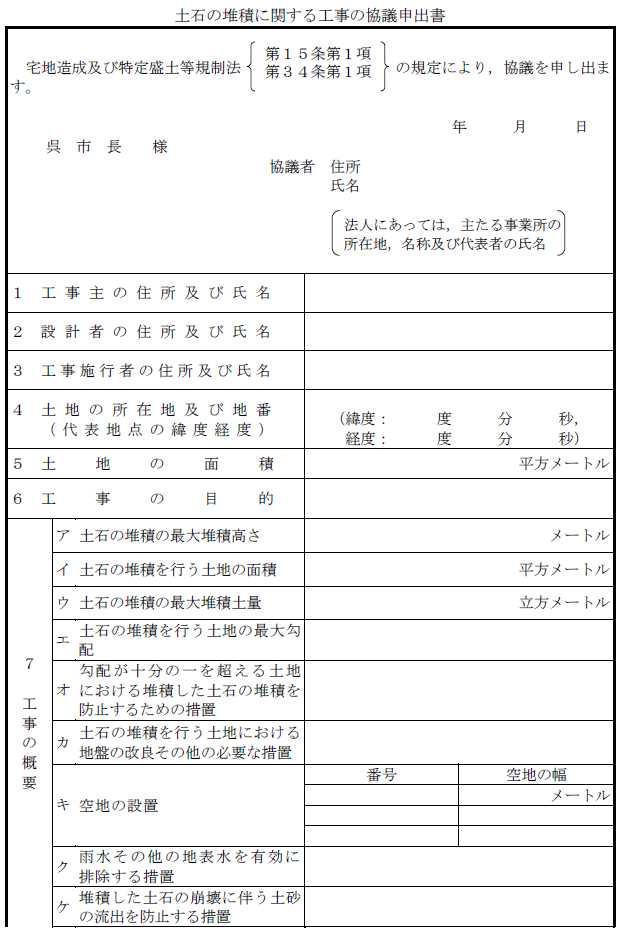 土石の堆積に関する工事の協議申出書
宅地造成及び特定盛土等規制法 第15条第1項 の規定により，協議を申し出ま
第34条第1項
す。
年 月 日
呉 市 長 様
協議者 住所
氏名
法人にあっては，主たる事業所の
所在地，名称及び代表者の氏名
1 工事主の住所及び氏名
2 設計者の住所及び氏名
3 工事施行者の住所及び氏名
4 土地の所在地及び地番
（代表地点の緯度経度）
（緯度： 度 分 秒，
経度： 度 分 秒）
5 土地の面積 平方メートル
6 工事の目的
7 工事の概要
ア 土石の堆積の最大堆積高さ メートル
イ 土石の堆積を行う土地の面積 平方メートル
ウ 土石の堆積の最大堆積土量 立方メートル
エ 土石の堆積を行う土地の最大勾
配
オ 勾配が十分の一を超える土地
における堆積した土石の堆積を
防止するための措置
カ 土石の堆積を行う土地における
地盤の改良その他の必要な措置
キ 空地の設置
番号 空地の幅
メートル
ク 雨水その他の地表水を有効に
排除する措置
ケ 堆積した土石の崩壊に伴う土砂
の流出を防止する措置